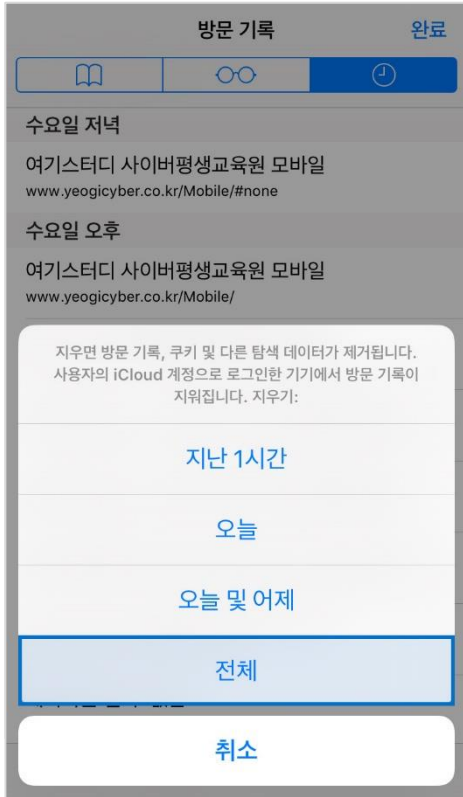 방문 기록
완료
수요일 저녁
여기스터디 사이버평생교육원 모바일
www.yeogicyber.co.kr/Mobile/#none
수요일 오후
여기스터디 사이버평생교육원 모바일
www.yeogicyber.co.kr/Mobile/
지우면 방문 기록, 쿠키 및 다른 탐색 데이터가 제거됩니다.
사용자의 iCloud 계정으로 로그인한 기기에서 방문 기록이
지워집니다. 지우기:
지난 1시간
오늘
오늘 및 어제
전체
취소